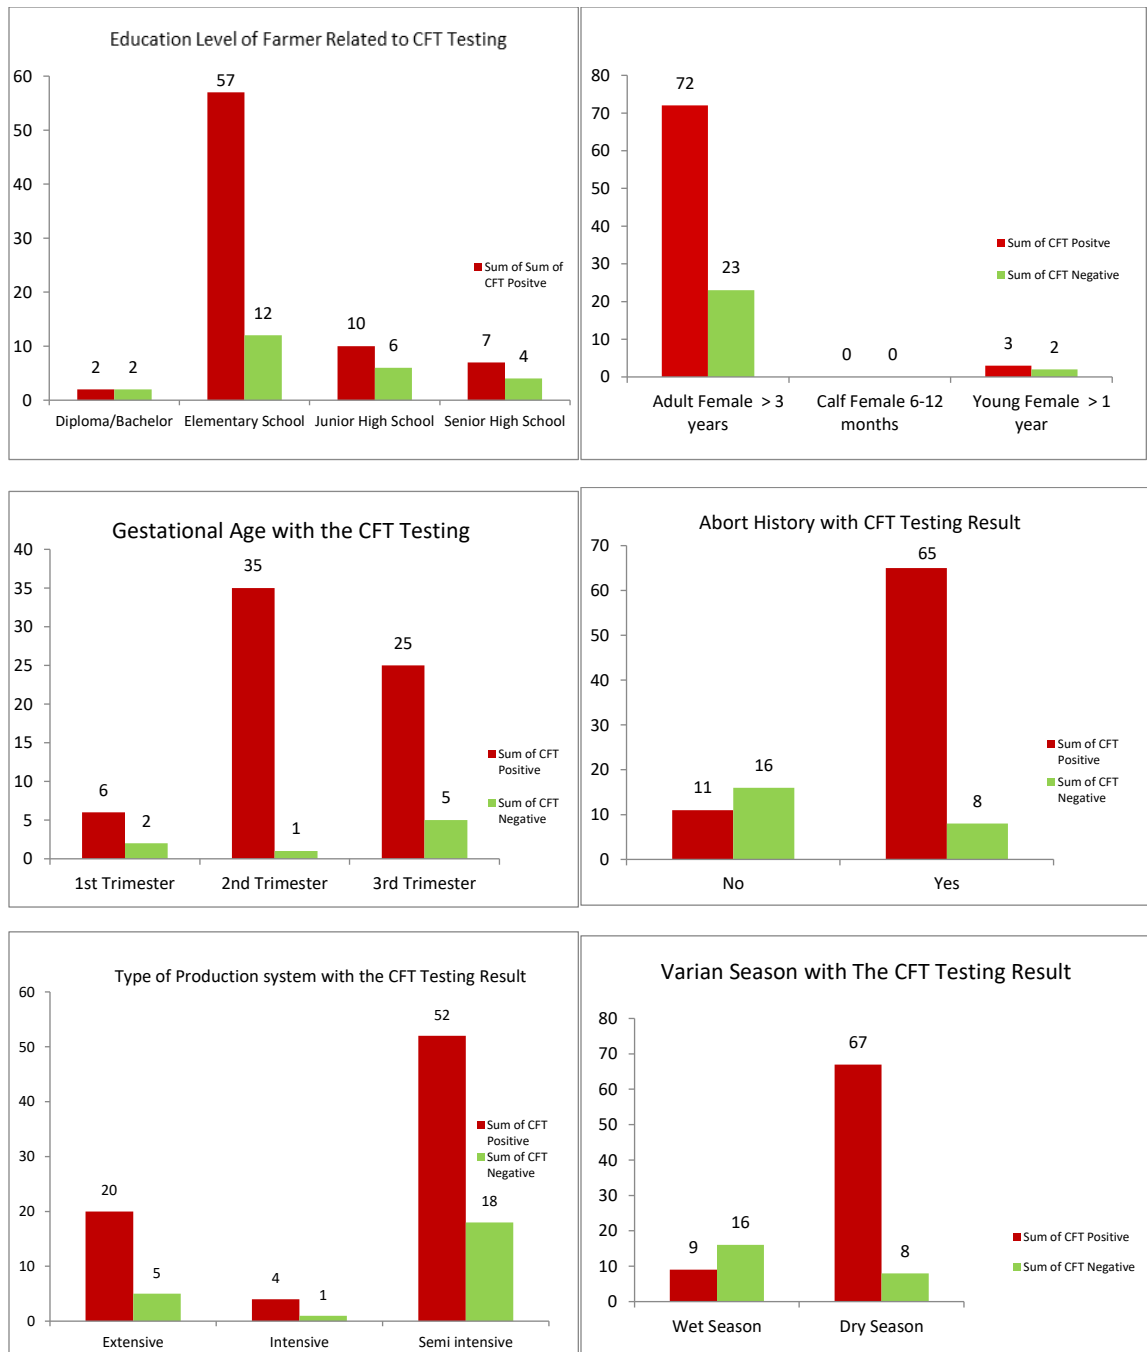 Education Level of Farmer Related to CFT Testing
60
50
40
30
20
10
0
57
12
2 2
10
6
7
4
Sum of Sum of
CFT Positve
Diploma/Bachelor Elementary School Junior High School Senior High School
80
70
60
50
40
30
20
10
0
72
23
0 0
3
2
Sum of CFT Positve
Sum of CFT Negative
Adult Female > 3
years
Calf Female 6-12
months
Young Female > 1
year
Gestational Age with the CFT Testing
40
35
30
25
20
15
10
5
0
6
2
35
1
25
5
Sum of CFT
Positive
Sum of CFT
Negative
1st Trimester 2nd Trimester 3rd Trimester
Abort History with CFT Testing Result
70
60
50
40
30
20
10
0
11
16
65
8
Sum of CFT
Positive
Sum of CFT
Negative
No Yes
Type of Production system with the CFT Testing Result
60
50
40
30
20
10
0
20
5
4
1
52
18
Sum of CFT
Positive
Sum of CFT
Negative
Extensive Intensive Semi intensive
Varian Season with The CFT Testing Result
80
70
60
50
40
30
20
10
0
9
16
67
8
Sum of CFT Positive
Sum of CFT Negative
Wet Season Dry Season